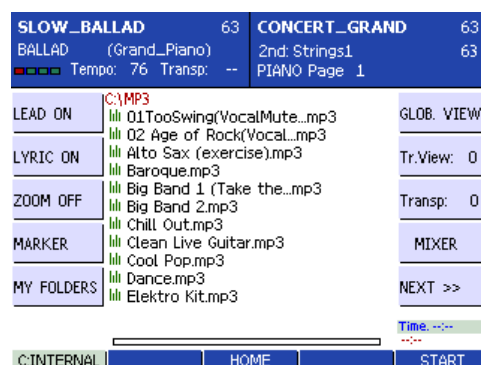 SLOW_BALLAD 63
BALLAD (Grand_Piano)
Tempo: 76 Transp: --
CONCERT_GRAND 63
2nd: Strings1 63
PIANO Page 1
LEAD ON
LYRIC ON
ZOOM OFF
MARKER
MY FOLDERS
C:\MP3
01TooSwing(VocalMute...mp3
02 Age of Rock(Vocal...mp3
Alto Sax (exercise).mp3
Baroque.mp3
Big Band 1 (Take the...mp3
Big Band 2.mp3
Chill Out.mp3
Clean Live Guitar.mp3
Cool Pop.mp3
Dance.mp3
Elektro Kit.mp3
GLOB. VIEW
Tr.View: 0
Transp: 0
MIXER
NEXT >>
Time. --:--
--:--
C:INTERNAL HOME START